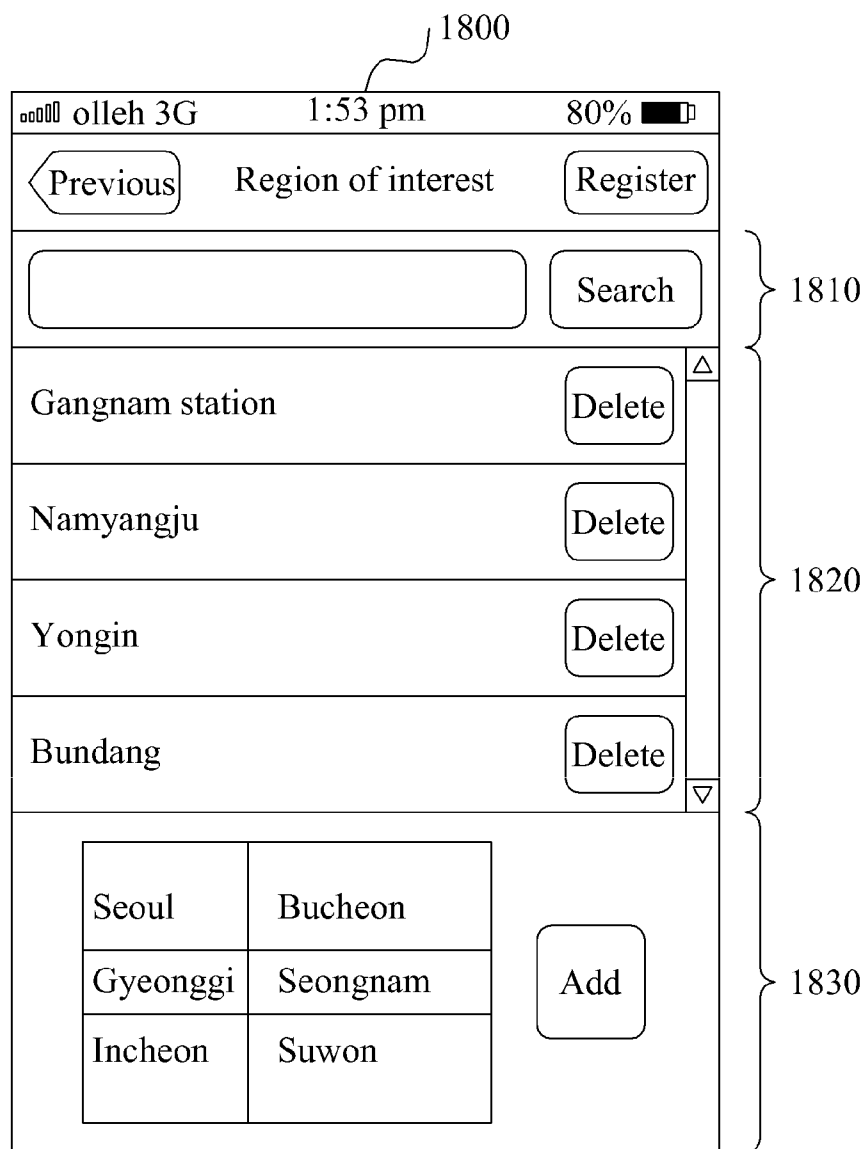 1800
olleh 3G 1:53 pm 80%
Previous Region of interest Register
Search 1810
Gangnam station Delete
Namyangju Delete
1820
Yongin Delete
Bundang Delete
Seoul Bucheon
Gyeonggi Seongnam Add 1830
Incheon Suwon